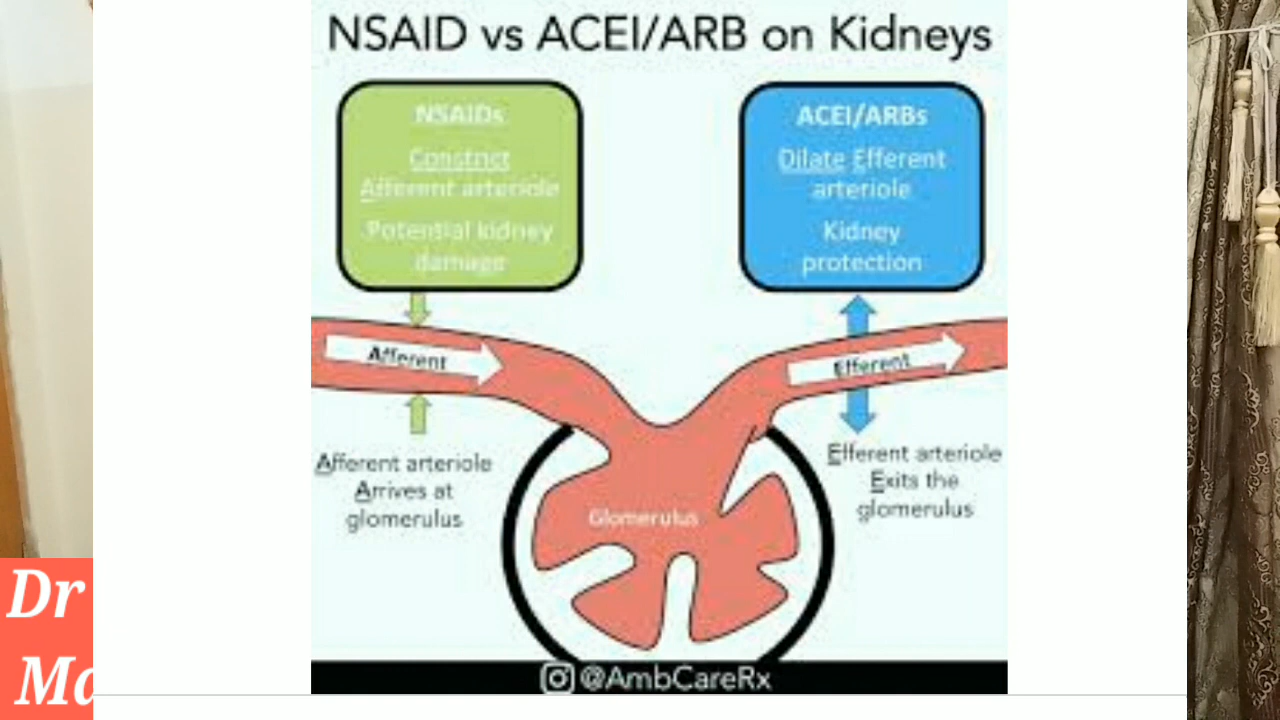 NSAID vs ACEI/ARB on Kidneys
NSAIDs
Constrict
Afferent arteriole
Potential kidney
damage
ACEI/ARBs
Dilate Efferent
arteriole
Kidney
protection
Afferent
Efferent
Afferent arteriole
Arrives at
glomerulus
Efferent arteriole
Exits the
glomerulus
Glomerulus
@AmbCareRx
Dr